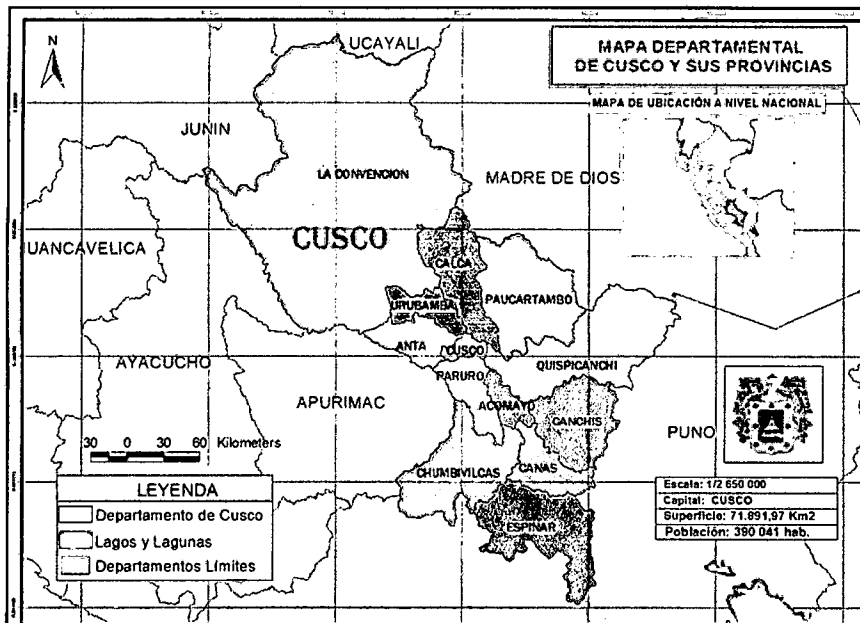 MAPA DEPARTAMENTAL
DE CUSCO Y SUS PROVINCIAS
MAPA DE UBICACIÓN A NIVEL NACIONAL
N
UCAYALI
JUNIN
LA CONVENCION
MADRE DE DIOS
UANCAVELICA
CUSCO
CALCA
URUBAMBA
PAUCARTAMBO
ANTA
CUSCO
QUISPICANCHI
AYACUCHO
PARURO
APURIMAC
ACOMAYO
CANCHIS
PUNO
30 0 30 60 Kilometers
CHUMBIVILCAS
CANAS
ESPINAR
LEYENDA
Departamento de Cusco
Lagos y Lagunas
Departamentos Límites
Escala: 1/2 650 000
Capital: CUSCO
Superficie: 71.891,97 Km2
Población: 390 041 hab.